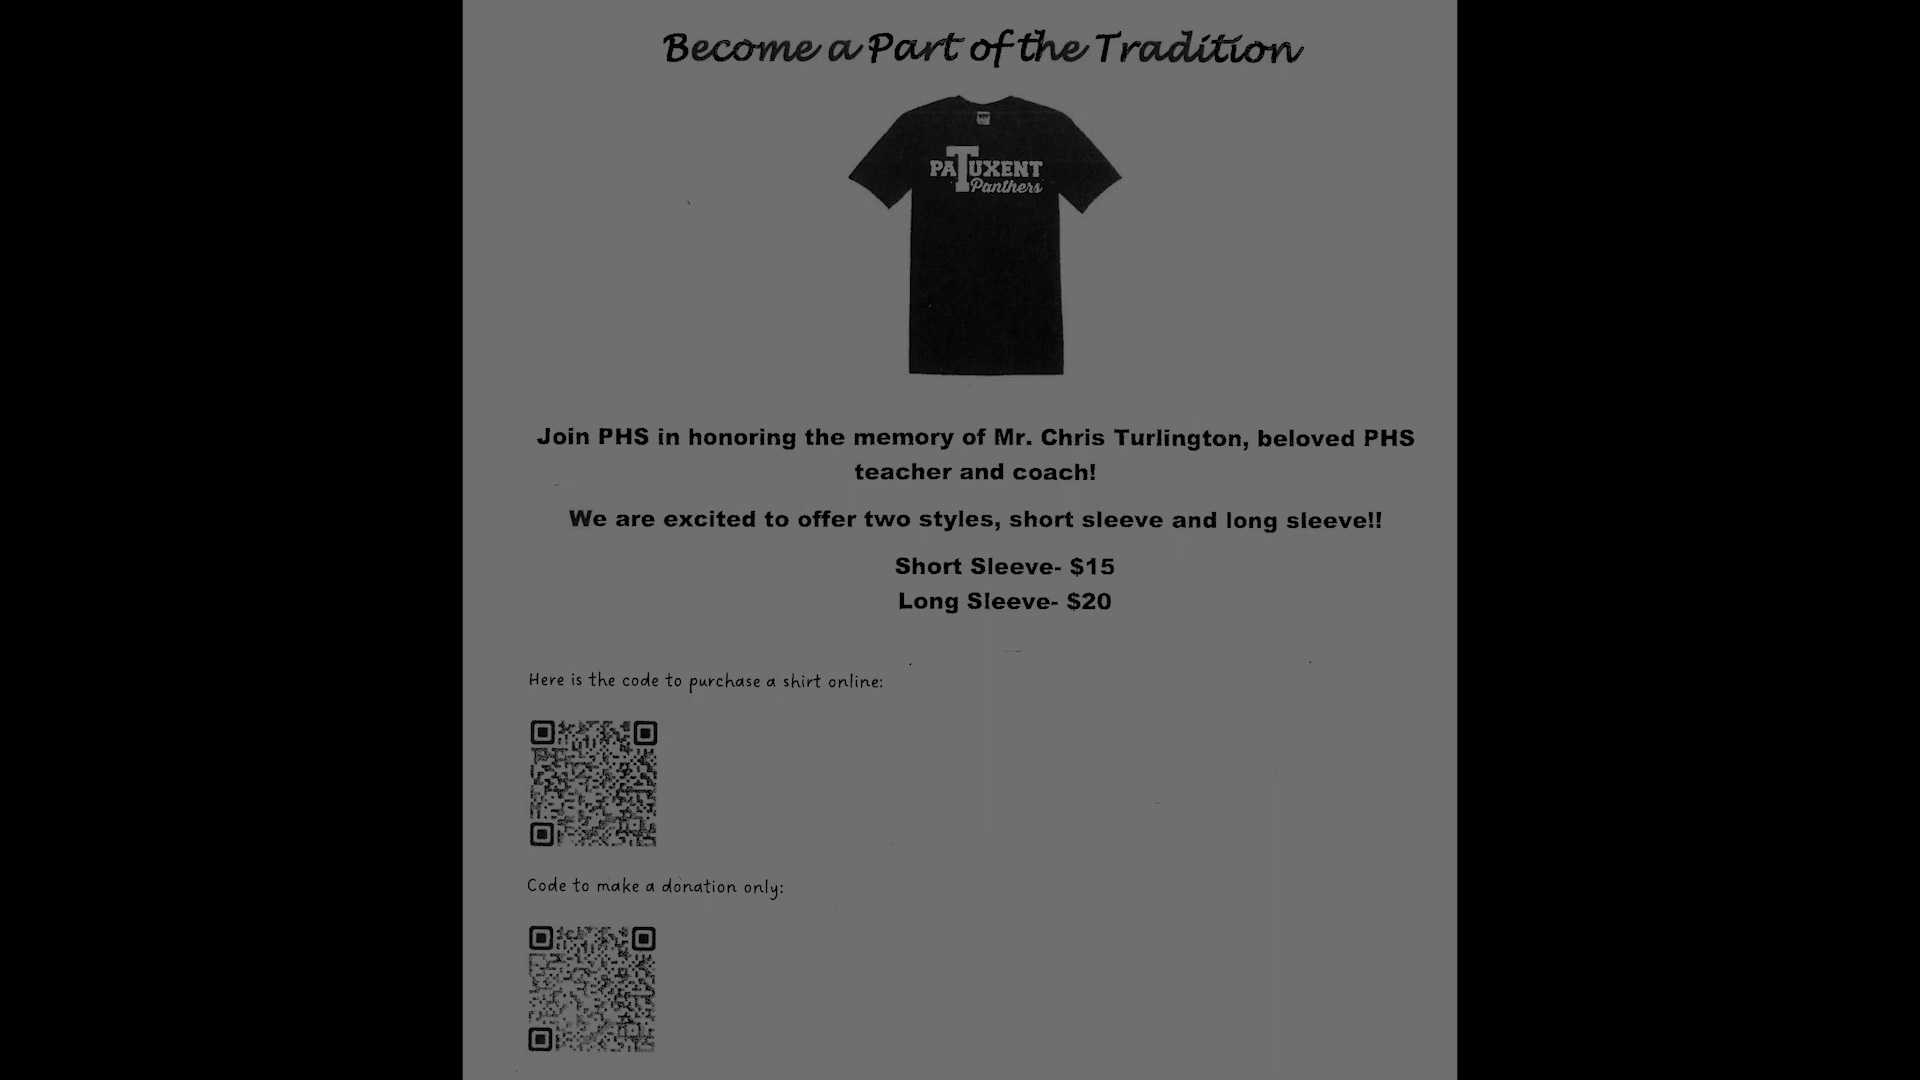 Become a Part of the Tradition
PATUXENT
Panthers
Join PHS in honoring the memory of Mr. Chris Turlington, beloved PHS
teacher and coach!
We are excited to offer two styles, short sleeve and long sleeve!!
Short Sleeve- $15
Long Sleeve- $20
Here is the code to purchase a shirt online:
Code to make a donation only: